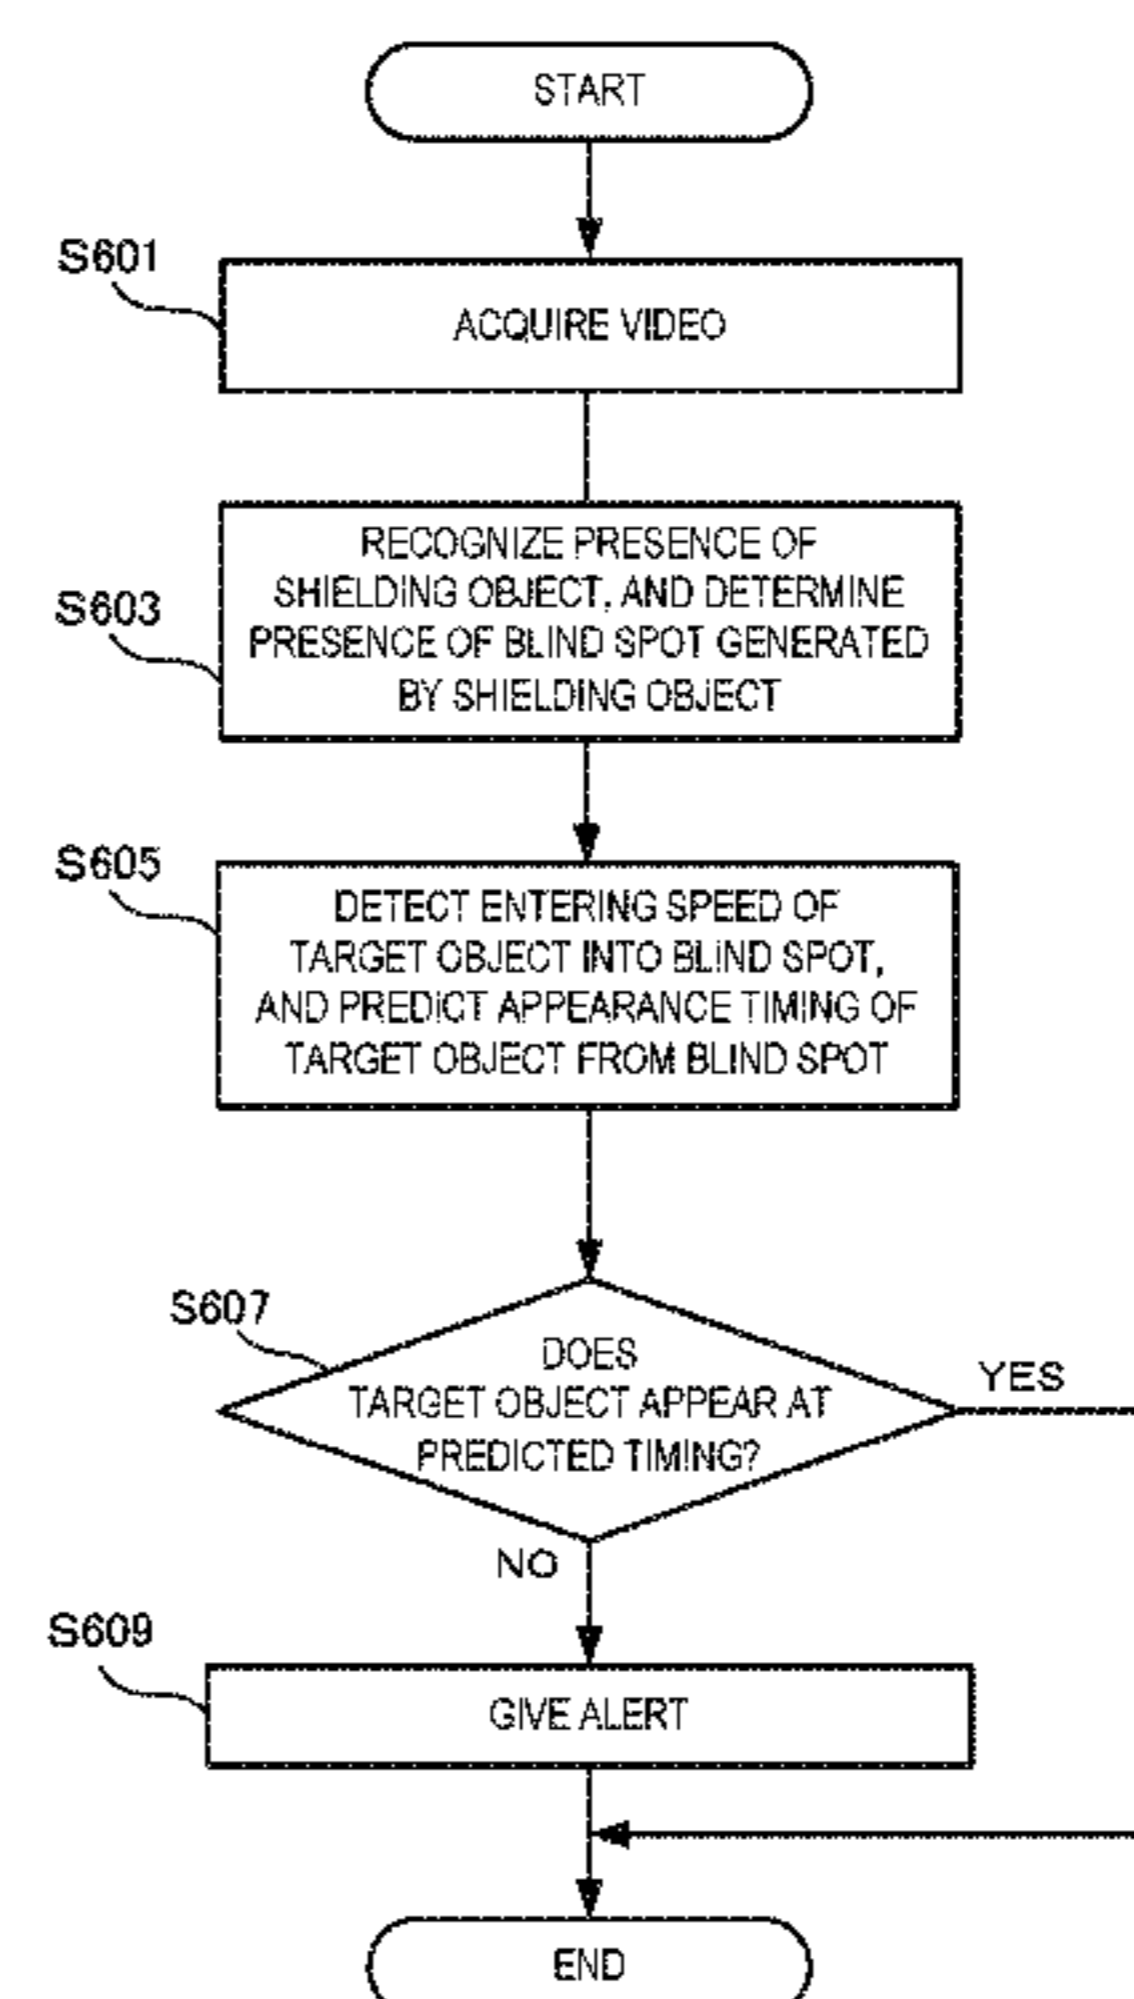 START
S601
ACQUIRE VIDEO
S603
RECOGNIZE PRESENCE OF
SHIELDING OBJECT, AND DETERMINE
PRESENCE OF BLIND SPOT GENERATED
BY SHIELDING OBJECT
S605
DETECT ENTERING SPEED OF
TARGET OBJECT INTO BLIND SPOT,
AND PREDICT APPEARANCE TIMING OF
TARGET OBJECT FROM BLIND SPOT
S607
DOES
TARGET OBJECT APPEAR AT
PREDICTED TIMING?
YES
NO
S609
GIVE ALERT
END